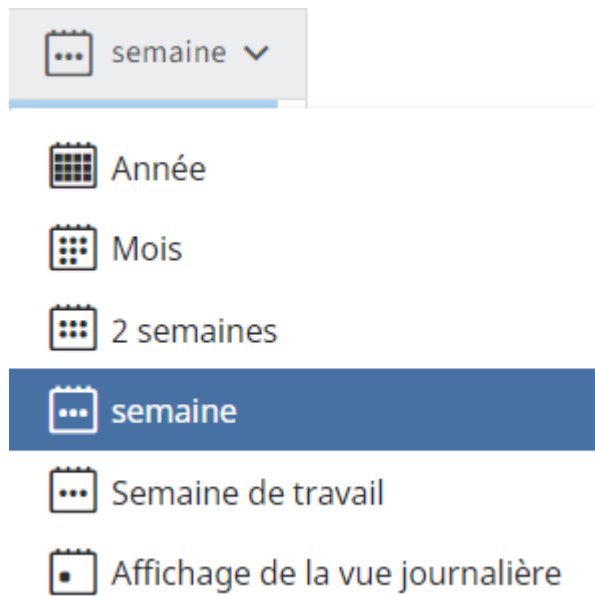 semaine
Année
Mois
2 semaines
semaine
Semaine de travail
Affichage de la vue journalière